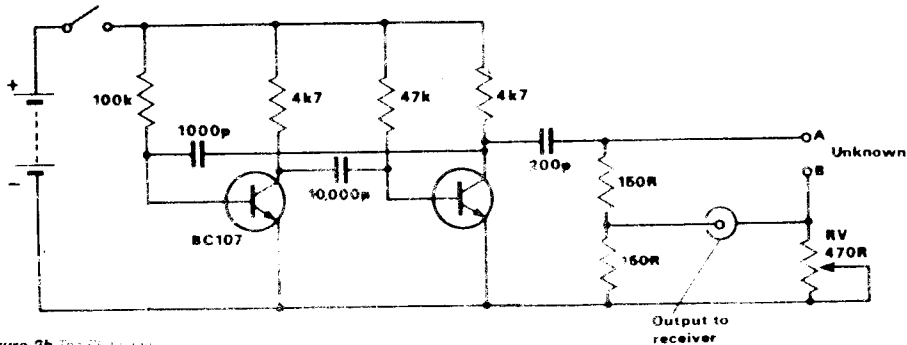 +
-
100k
4k7
47k
4k7
1000p
10,000p
200p
BC107
150R
150R
A
Unknown
B
RV
470R
Output to
receiver